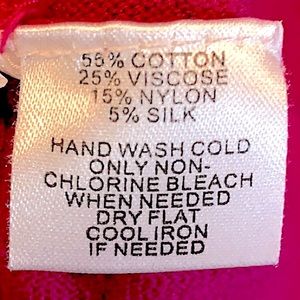 55% COTTON
25% VISCOSE
15% NYLON
5% SILK
HAND WASH COLD
ONLY NON-
CHLORINE BLEACH
WHEN NEEDED
DRY FLAT
COOL IRON
IF NEEDED